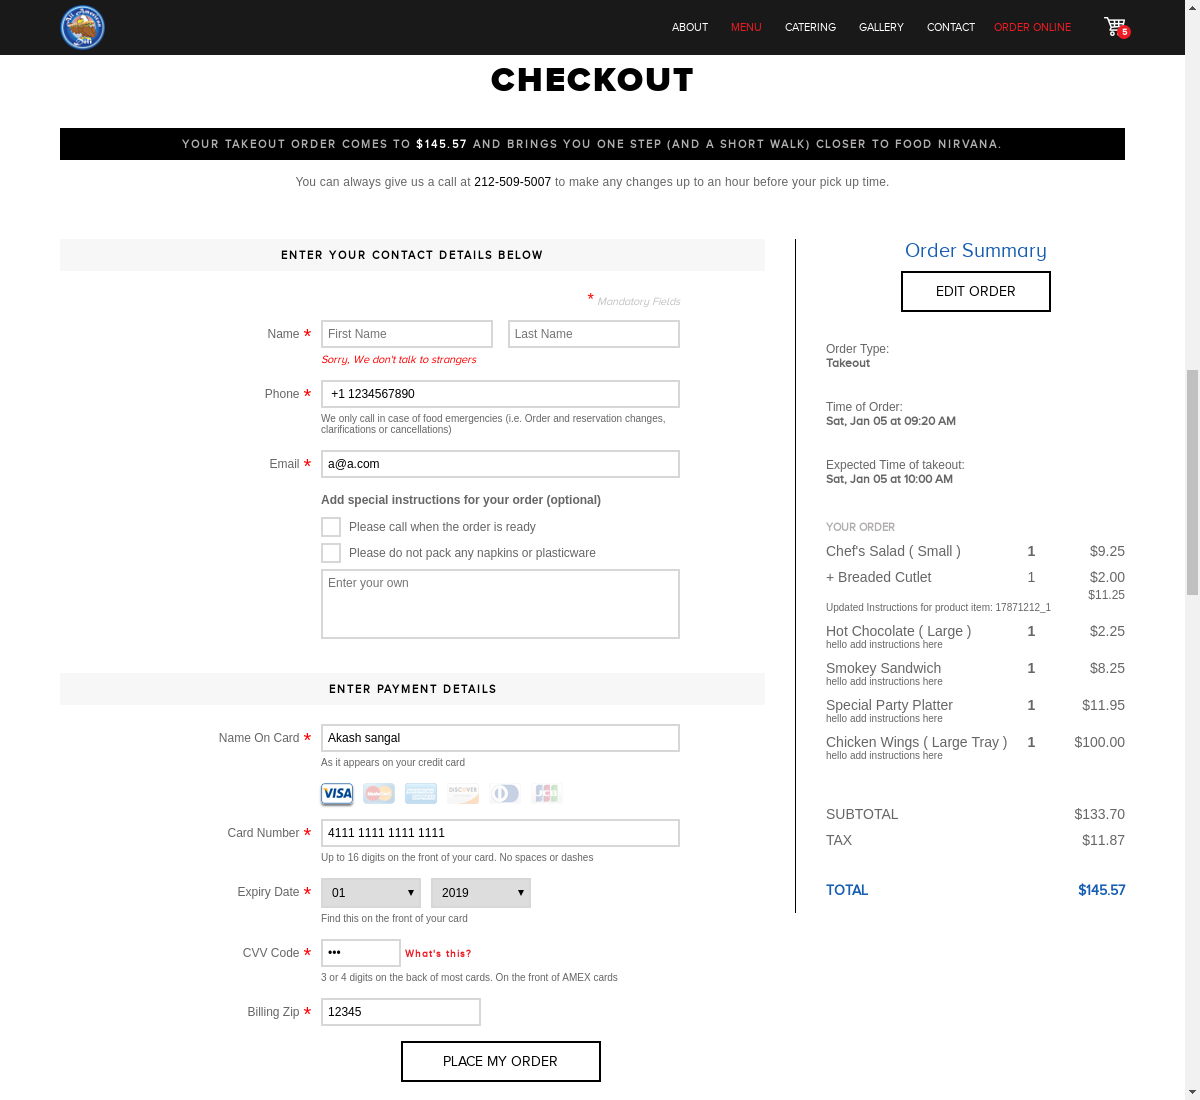 All American
Deli
ABOUT MENU CATERING GALLERY CONTACT ORDER ONLINE 5
CHECKOUT
YOUR TAKEOUT ORDER COMES TO $145.57 AND BRINGS YOU ONE STEP (AND A SHORT WALK) CLOSER TO FOOD NIRVANA.
You can always give us a call at 212-509-5007 to make any changes up to an hour before your pick up time.
ENTER YOUR CONTACT DETAILS BELOW
* Mandatory Fields
Name * First Name Last Name
Sorry, We don't talk to strangers
Phone * +1 1234567890
We only call in case of food emergencies (i.e. Order and reservation changes,
clarifications or cancellations)
Email * a@a.com
Add special instructions for your order (optional)
Please call when the order is ready
Please do not pack any napkins or plasticware
Enter your own
ENTER PAYMENT DETAILS
Name On Card * Akash sangal
As it appears on your credit card
VISA MasterCard DISCOVER JCB
Card Number * 4111 1111 1111 1111
Up to 16 digits on the front of your card. No spaces or dashes
Expiry Date * 01 2019
Find this on the front of your card
CVV Code * ••• What's this?
3 or 4 digits on the back of most cards. On the front of AMEX cards
Billing Zip * 12345
PLACE MY ORDER
Order Summary
EDIT ORDER
Order Type:
Takeout
Time of Order:
Sat, Jan 05 at 09:20 AM
Expected Time of takeout:
Sat, Jan 05 at 10:00 AM
YOUR ORDER
Chef's Salad ( Small ) 1 $9.25
+ Breaded Cutlet 1 $2.00
$11.25
Updated Instructions for product item: 17871212_1
Hot Chocolate ( Large ) 1 $2.25
hello add instructions here
Smokey Sandwich 1 $8.25
hello add instructions here
Special Party Platter 1 $11.95
hello add instructions here
Chicken Wings ( Large Tray ) 1 $100.00
hello add instructions here
SUBTOTAL $133.70
TAX $11.87
TOTAL $145.57